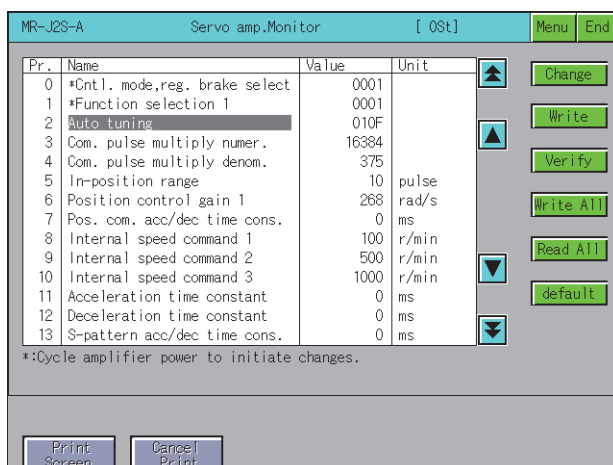 MR-J2S-A Servo amp.Monitor [ 0St] Menu End
Pr. Name Value Unit
0 *Cntl. mode,reg. brake select 0001
1 *Function selection 1 0001
2 Auto tuning 010F
3 Com. pulse multiply numer. 16384
4 Com. pulse multiply denom. 375
5 In-position range 10 pulse
6 Position control gain 1 268 rad/s
7 Pos. com. acc/dec time cons. 0 ms
8 Internal speed command 1 100 r/min
9 Internal speed command 2 500 r/min
10 Internal speed command 3 1000 r/min
11 Acceleration time constant 0 ms
12 Deceleration time constant 0 ms
13 S-pattern acc/dec time cons. 0 ms
*:Cycle amplifier power to initiate changes.
Change
Write
Verify
Write All
Read All
default
Print
Screen
Cancel
Print